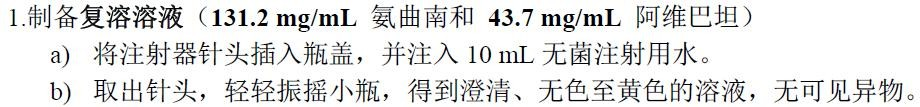 1.制备复溶溶液（131.2 mg/mL 氨曲南和 43.7 mg/mL 阿维巴坦）
a) 将注射器针头插入瓶盖，并注入 10 mL 无菌注射用水。
b) 取出针头，轻轻振摇小瓶，得到澄清、无色至黄色的溶液，无可见异物。